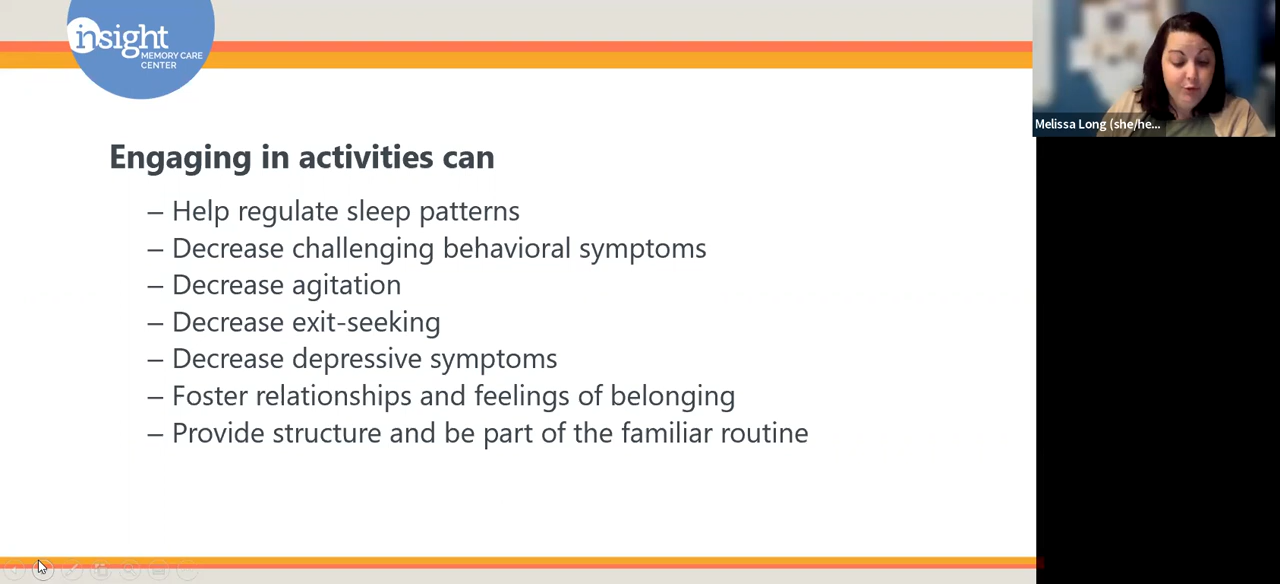 insight
MEMORY CARE
CENTER
Melissa Long (she/he...
Engaging in activities can
– Help regulate sleep patterns
– Decrease challenging behavioral symptoms
– Decrease agitation
– Decrease exit-seeking
– Decrease depressive symptoms
– Foster relationships and feelings of belonging
– Provide structure and be part of the familiar routine